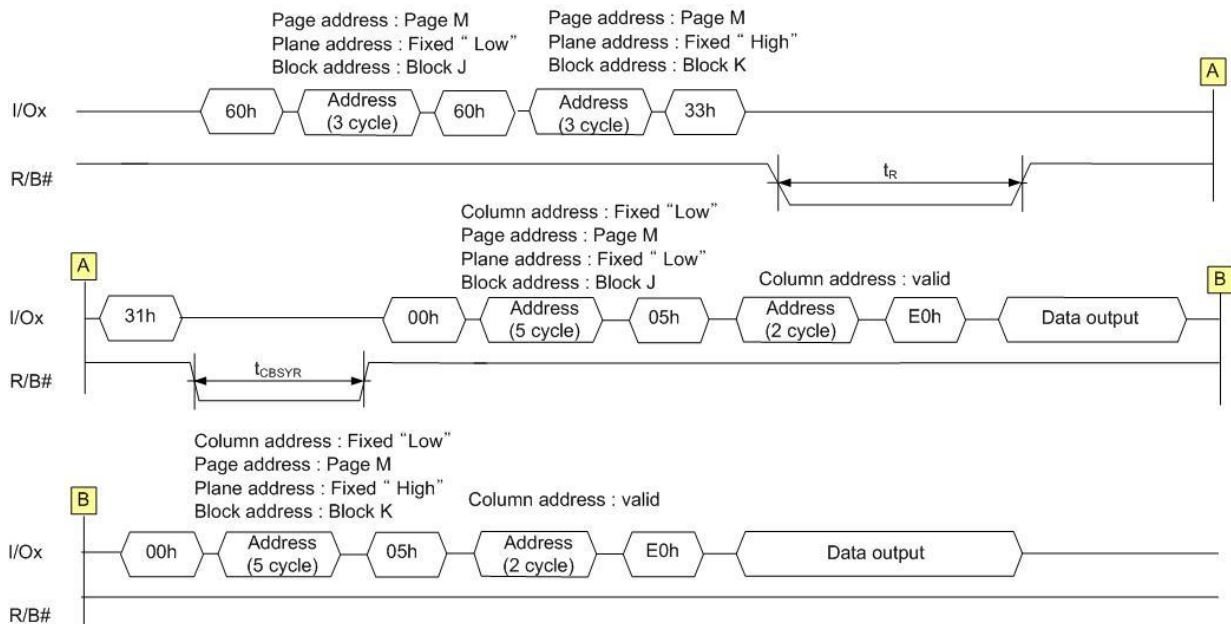 Page address : Page M
Plane address : Fixed “ Low”
Block address : Block J
Page address : Page M
Plane address : Fixed “ High”
Block address : Block K
A
I/Ox
60h
Address
(3 cycle)
60h
Address
(3 cycle)
33h
R/B#
tR
Column address : Fixed “Low”
Page address : Page M
Plane address : Fixed “ Low”
Block address : Block J
Column address : valid
A
B
I/Ox
31h
00h
Address
(5 cycle)
05h
Address
(2 cycle)
E0h
Data output
R/B#
tCBSYR
Column address : Fixed “Low”
Page address : Page M
Plane address : Fixed “ High”
Block address : Block K
Column address : valid
B
I/Ox
00h
Address
(5 cycle)
05h
Address
(2 cycle)
E0h
Data output
R/B#